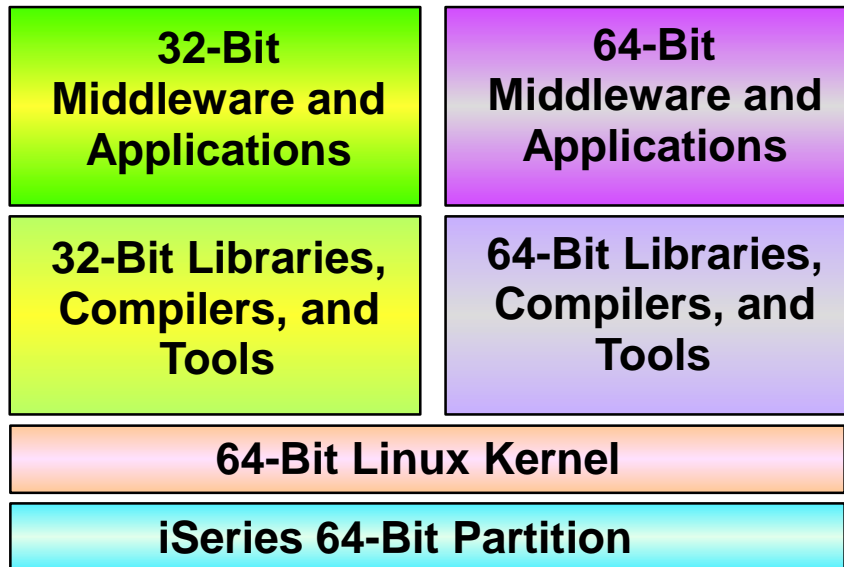 32-Bit
Middleware and
Applications
64-Bit
Middleware and
Applications
32-Bit Libraries,
Compilers, and
Tools
64-Bit Libraries,
Compilers, and
Tools
64-Bit Linux Kernel
iSeries 64-Bit Partition